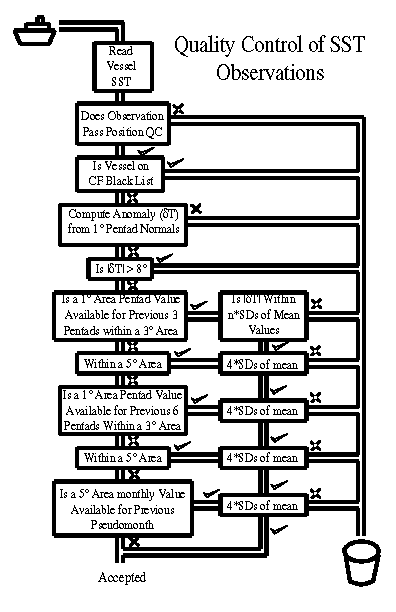 Quality Control of SST
Observations
Read
Vessel
SST
Does Observation
Pass Position QC
Is Vessel on
CF Black List
Compute Anomaly (δT)
from 1° Pentad Normals
Is |δT| > 8°
Is a 1° Area Pentad Value
Available for Previous 3
Pentads within a 3° Area
Is |δT| Within
n*SDs of Mean
Values
Within a 5° Area
4*SDs of mean
Is a 1° Area Pentad Value
Available for Previous 6
Pentads Within a 3° Area
4*SDs of mean
Within a 5° Area
4*SDs of mean
Is a 5° Area monthly Value
Available for Previous
Pseudomonth
4*SDs of mean
Accepted